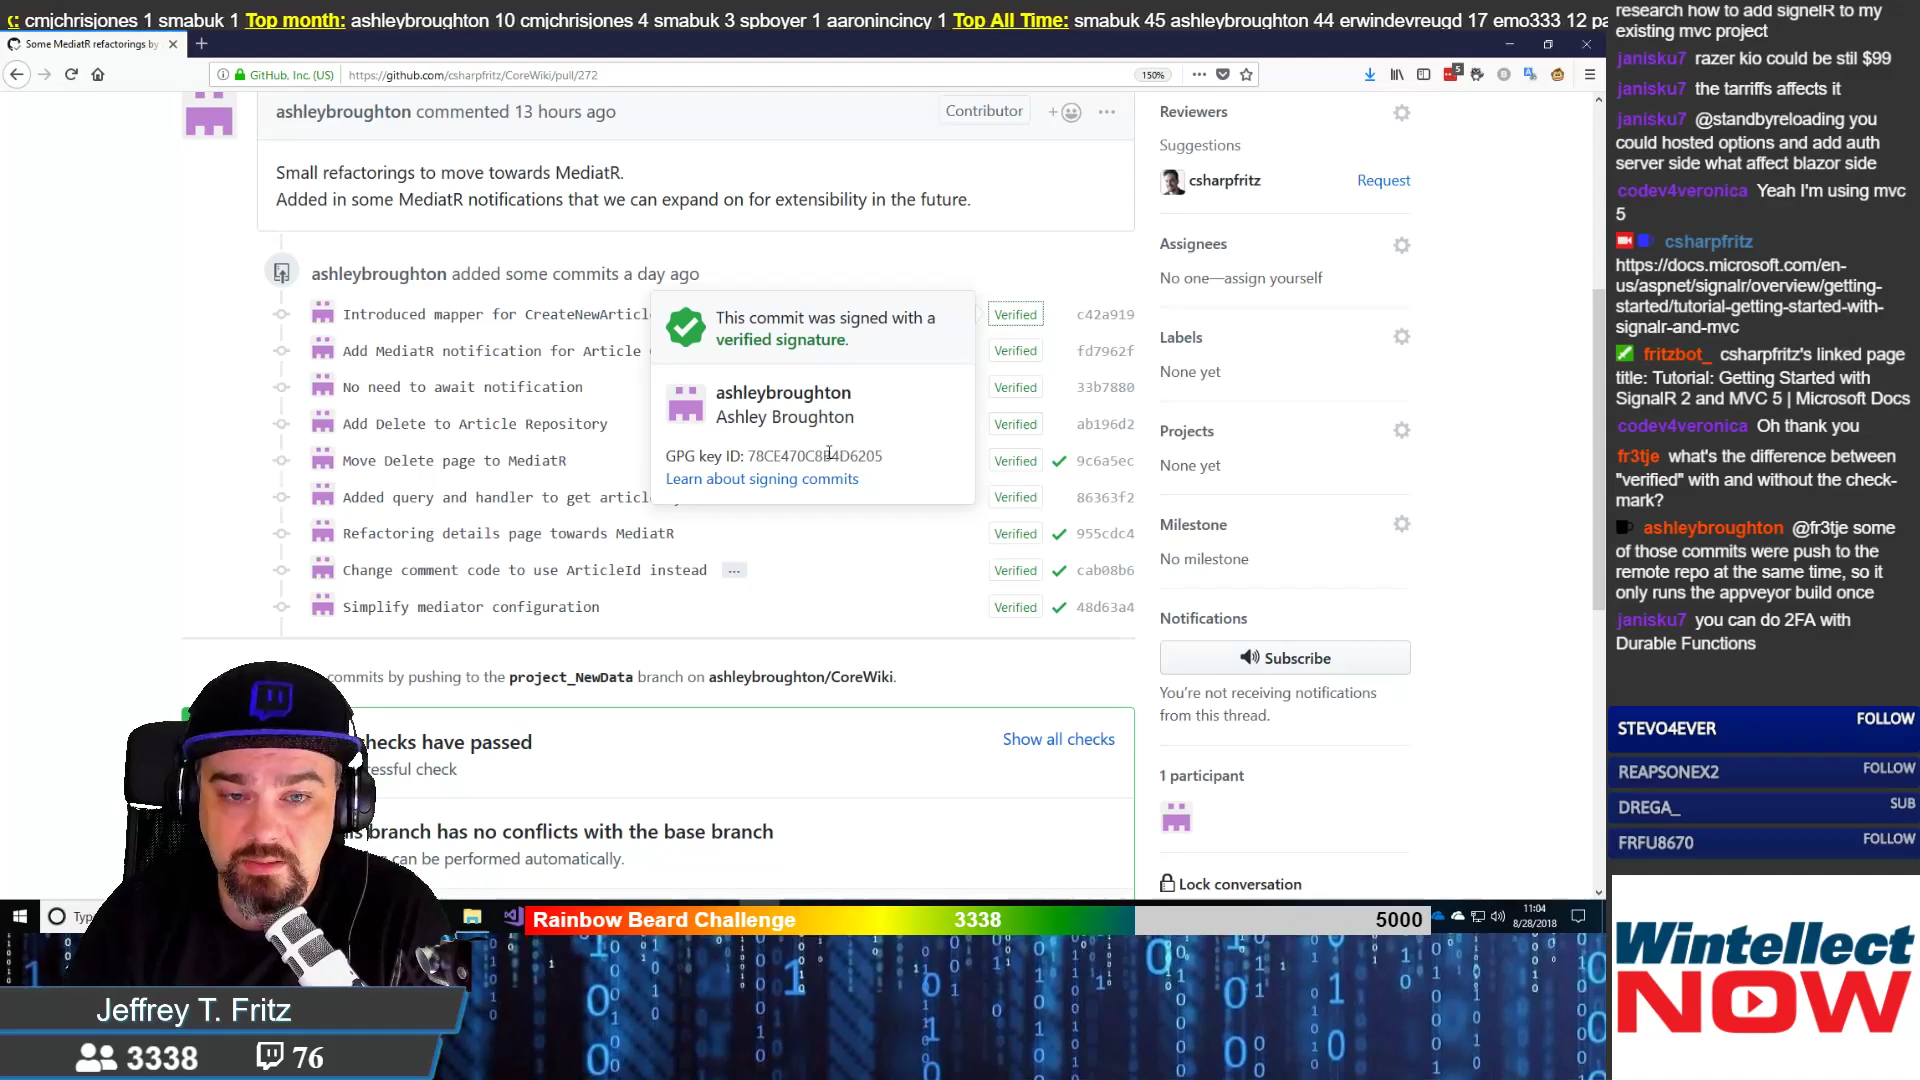 k: cmjchrisjones 1 smabuk 1 Top month: ashleybroughton 10 cmjchrisjones 4 smabuk 3 spboyer 1 aaronincincy 1 Top All Time: smabuk 45 ashleybroughton 44 erwindevreugd 17 emo333 12 pa
Some MediatR refactorings by
GitHub, Inc. (US)
https://github.com/csharpfritz/CoreWiki/pull/272
150%
5
ashleybroughton commented 13 hours ago
Contributor
Small refactorings to move towards MediatR.
Added in some MediatR notifications that we can expand on for extensibility in the future.
ashleybroughton added some commits a day ago
Introduced mapper for CreateNewArticle Verified c42a919
Add MediatR notification for Article Verified fd7962f
No need to await notification Verified 33b7880
Add Delete to Article Repository Verified ab196d2
Move Delete page to MediatR Verified 9c6a5ec
Added query and handler to get article Verified 86363f2
Refactoring details page towards MediatR Verified 955cdc4
Change comment code to use ArticleId instead ... Verified cab08b6
Simplify mediator configuration Verified 48d63a4
This commit was signed with a
verified signature.
ashleybroughton
Ashley Broughton
GPG key ID: 78CE470C8E4D6205
Learn about signing commits
commits by pushing to the project_NewData branch on ashleybroughton/CoreWiki.
checks have passed
Show all checks
successful check
branch has no conflicts with the base branch
can be performed automatically.
Reviewers
Suggestions
csharpfritz
Request
Assignees
No one—assign yourself
Labels
None yet
Projects
None yet
Milestone
No milestone
Notifications
Subscribe
You're not receiving notifications
from this thread.
1 participant
Lock conversation
research how to add signelR to my
existing mvc project
janisku7 razer kio could be stil $99
janisku7 the tarriffs affects it
janisku7 @standbyreloading you
could hosted options and add auth
server side what affect blazor side
codev4veronica Yeah I'm using mvc
5
csharpfritz
https://docs.microsoft.com/en-
us/aspnet/signalr/overview/getting-
started/tutorial-getting-started-with-
signalr-and-mvc
fritzbot_ csharpfritz's linked page
title: Tutorial: Getting Started with
SignalR 2 and MVC 5 | Microsoft Docs
codev4veronica Oh thank you
fr3tje what's the difference between
"verified" with and without the check-
mark?
ashleybroughton @fr3tje some
of those commits were push to the
remote repo at the same time, so it
only runs the appveyor build once
janisku7 you can do 2FA with
Durable Functions
STEVO4EVER FOLLOW
REAPSONEX2 FOLLOW
DREGA_ SUB
FRFU8670 FOLLOW
Wintellect
NOW
Typ
Rainbow Beard Challenge 3338 5000
11:04
8/28/2018
Jeffrey T. Fritz
3338 76